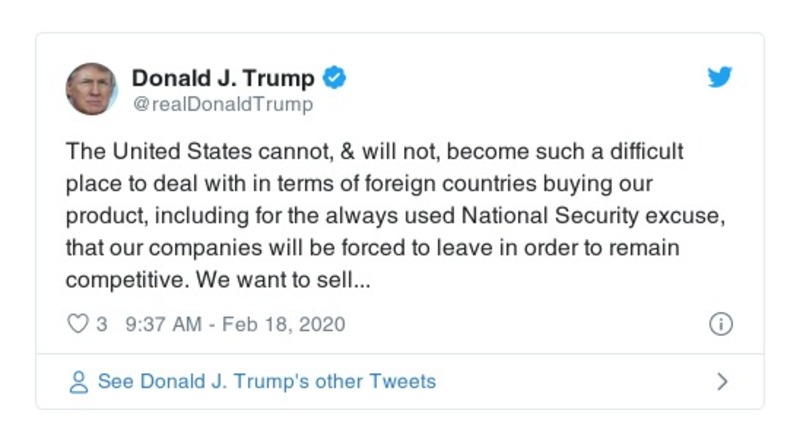 Donald J. Trump
@realDonaldTrump
The United States cannot, & will not, become such a difficult
place to deal with in terms of foreign countries buying our
product, including for the always used National Security excuse,
that our companies will be forced to leave in order to remain
competitive. We want to sell...
3 9:37 AM - Feb 18, 2020
See Donald J. Trump's other Tweets